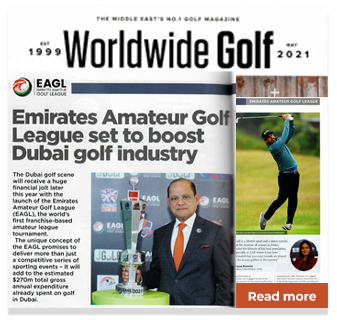 THE MIDDLE EAST'S NO.1 GOLF MAGAZINE
EST
1999
Worldwide Golf
MAY
2021
EAGL
EMIRATES AMATEUR
GOLF LEAGUE
EMIRATES AMATEUR GOLF LEAGUE
Emirates Amateur Golf
League set to boost
Dubai golf industry
The Dubai golf scene
will receive a huge
financial jolt later
this year with the
launch of the Emirates
Amateur Golf League
(EAGL), the world's
first franchise-based
amateur league
tournament.
The unique concept of
the EAGL promises to
deliver more than just
a competitive series of
sporting events – it will
add to the estimated
$270m total gross
annual expenditure
already spent on golf
in Dubai.
Read more